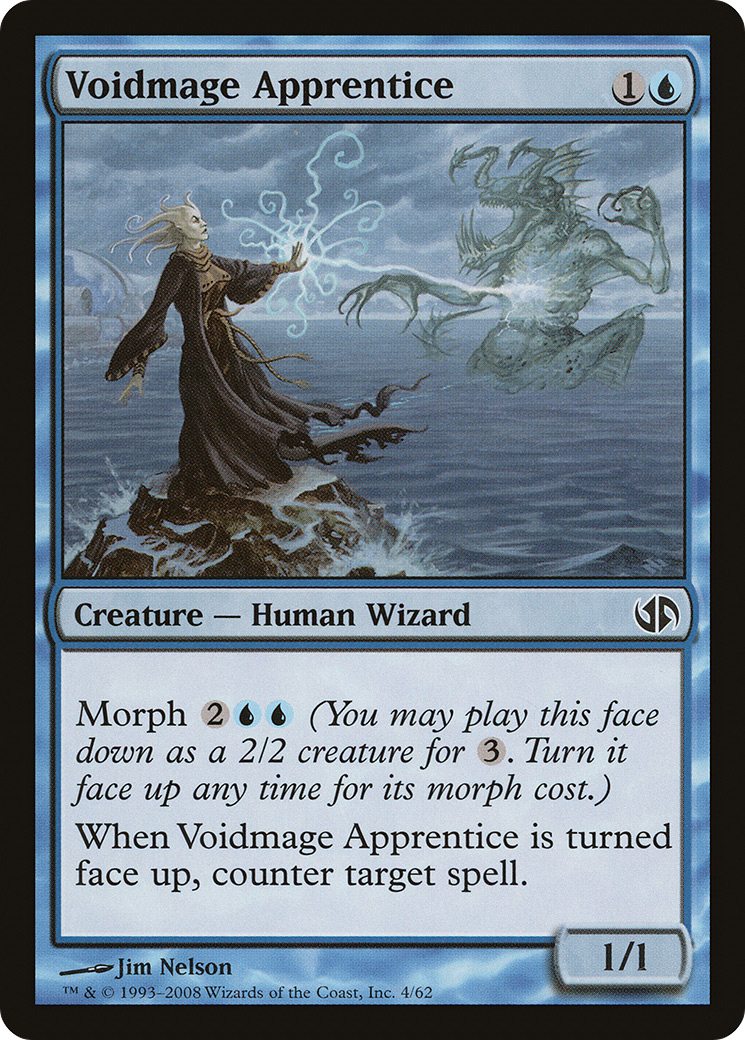 Voidmage Apprentice 1
Creature — Human Wizard
Morph 2 (You may play this face
down as a 2/2 creature for 3. Turn it
face up any time for its morph cost.)
When Voidmage Apprentice is turned
face up, counter target spell.
1/1
Jim Nelson
™ & © 1993–2008 Wizards of the Coast, Inc. 4/62